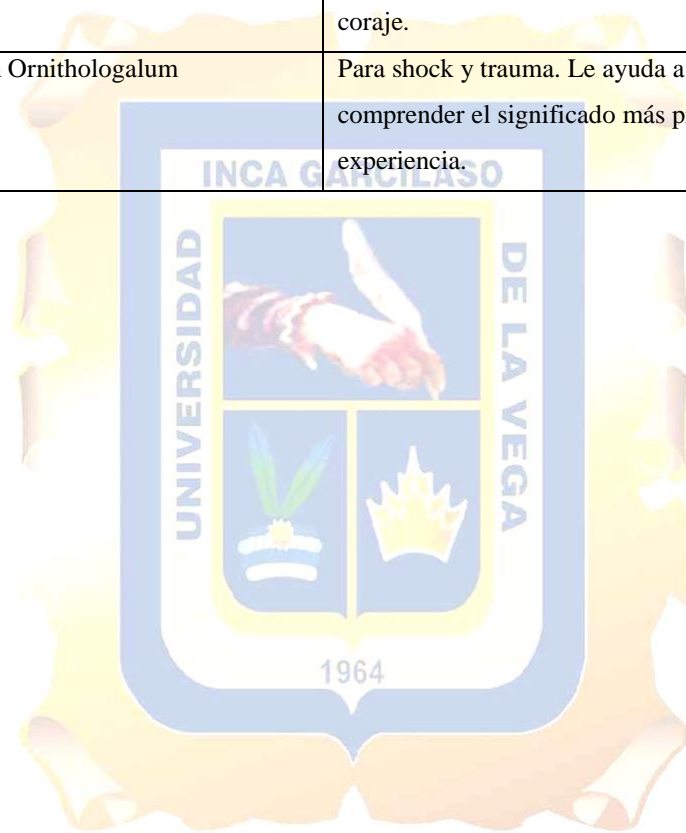 coraje.
Ornithologalum
Para shock y trauma. Le ayuda a
comprender el significado más
experiencia.
INCA GARCILASO
UNIVERSIDAD
DE LA VEGA
1964